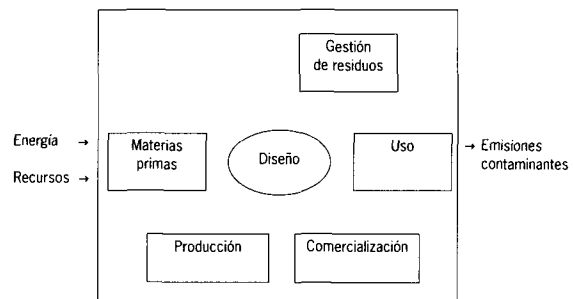 Gestión
de residuos
Energía →
Recursos →
Materias
primas
Diseño
Uso
→ Emisiones
contaminantes
Producción
Comercialización